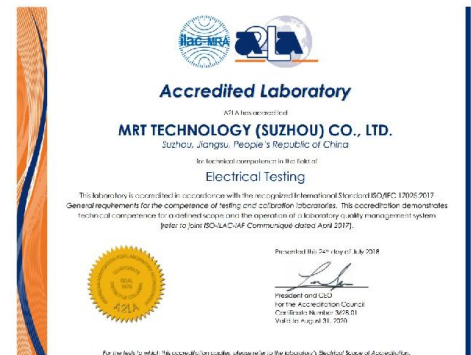 ilac-MRA
A2LA
Accredited Laboratory
A2LA has accredited
MRT TECHNOLOGY (SUZHOU) CO., LTD.
Suzhou, Jiangsu, People's Republic of China
for technical competence in the field of
Electrical Testing
This laboratory is accredited in accordance with the recognized International Standard ISO/IEC 17025:2017
General requirements for the competence of testing and calibration laboratories. This accreditation demonstrates
technical competence for a defined scope and the operation of a laboratory quality management system
(refer to joint ISO-ILAC-IAF Communiqué dated April 2017).
Presented this 24th day of July 2018
President and CEO
For the Accreditation Council
Certificate Number 3628.01
Valid to August 31, 2020
SEAL
A2LA
For the tests to which this accreditation applies, please refer to the laboratory's Electrical Scope of Accreditation.